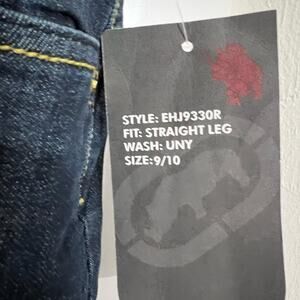 STYLE: EHJ9330R
FIT: STRAIGHT LEG
WASH: UNY
SIZE:9/10